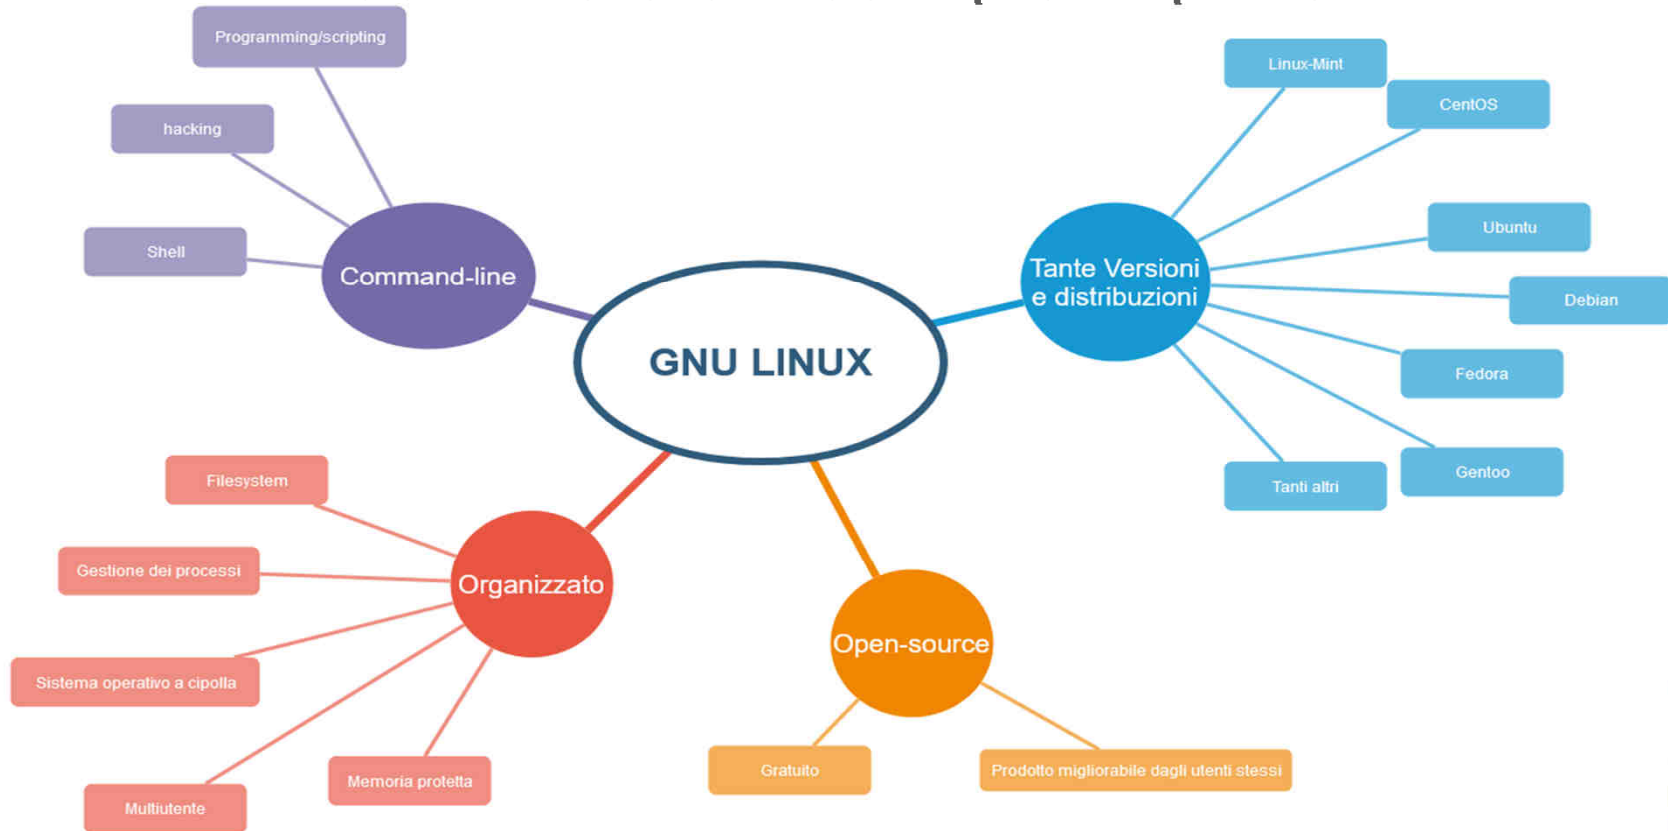 Programming/scripting
hacking
Shell
Command-line
GNU LINUX
Tante Versioni
e distribuzioni
Linux-Mint
CentOS
Ubuntu
Debian
Fedora
Gentoo
Tanti altri
Filesystem
Gestione dei processi
Sistema operativo a cipolla
Multiutente
Memoria protetta
Organizzato
Open-source
Gratuito
Prodotto migliorabile dagli utenti stessi